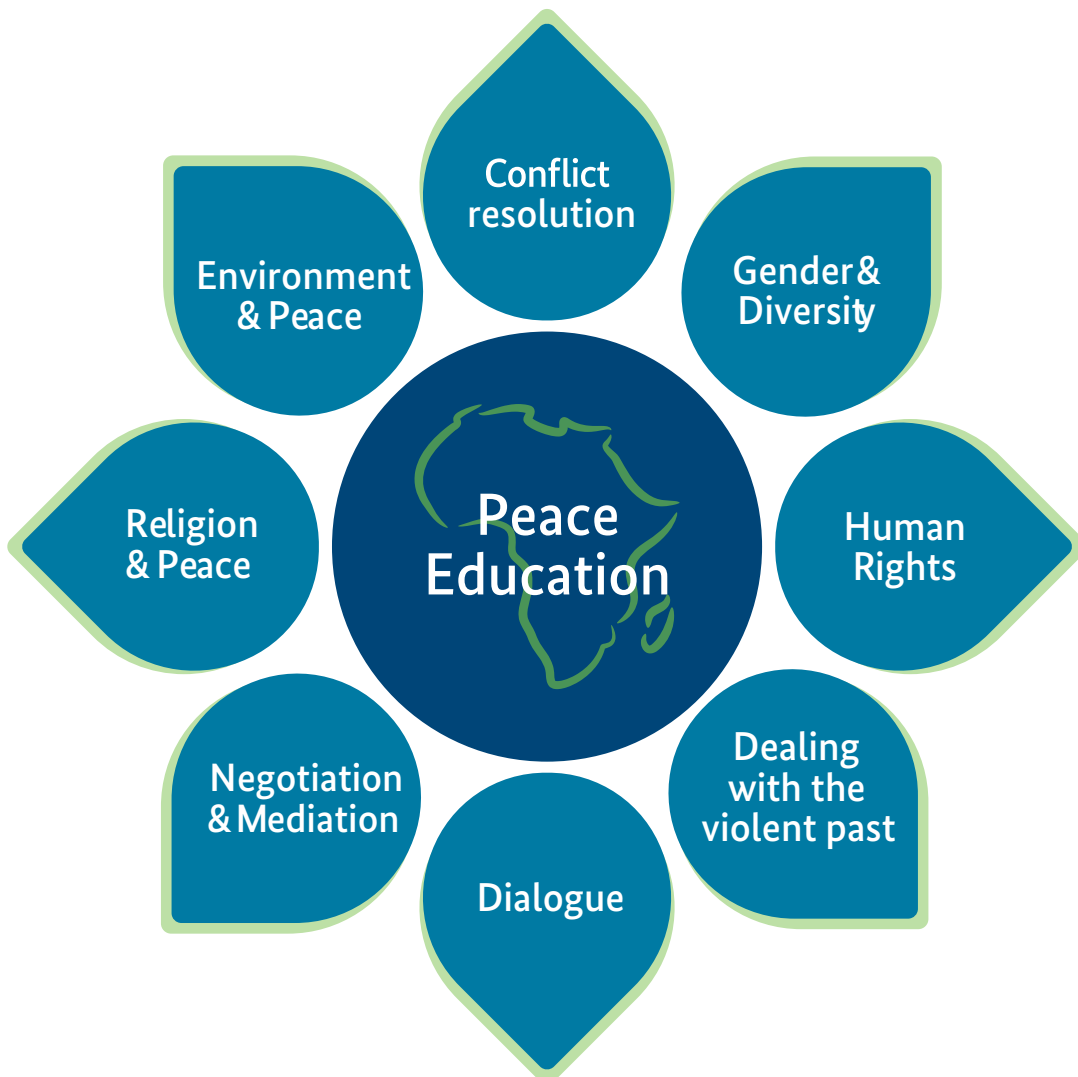 Conflict
resolution
Gender &
Diversity
Human
Rights
Dealing
with the
violent past
Dialogue
Negotiation
& Mediation
Religion
& Peace
Environment
& Peace
Peace
Education